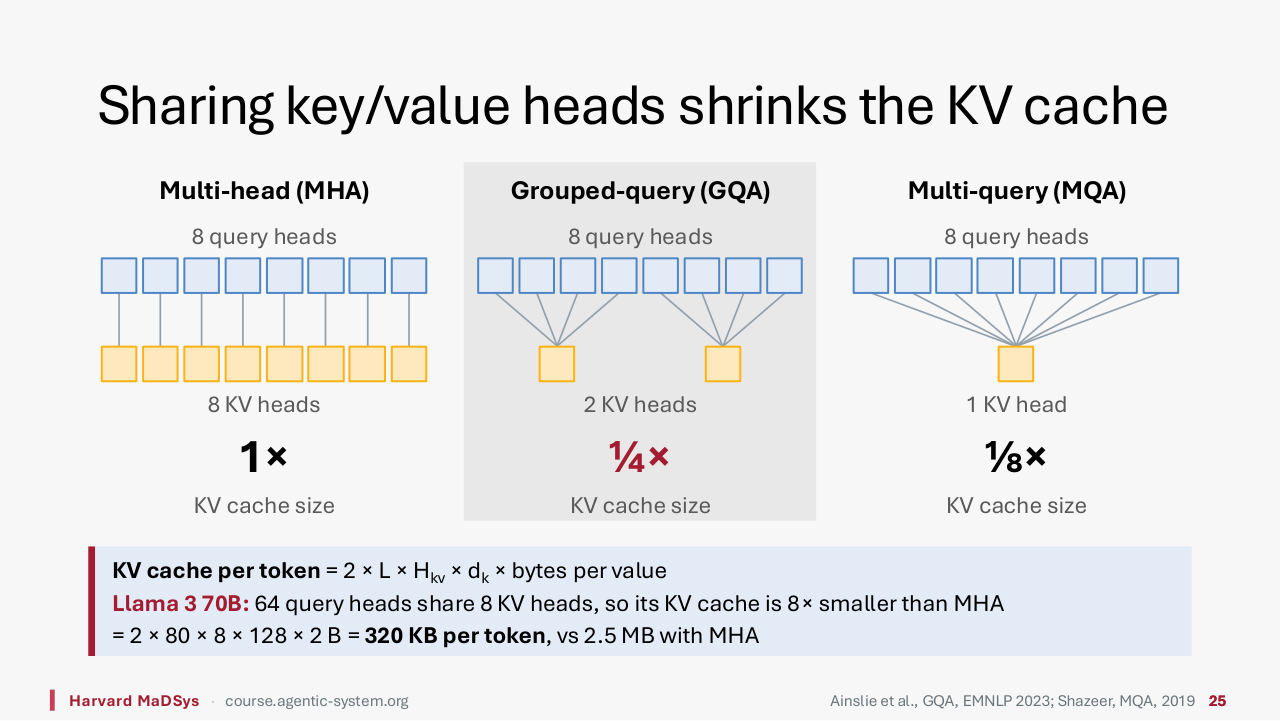 Sharing key/value heads shrinks the KV cache
Multi-head (MHA)
8 query heads
8 KV heads
1×
KV cache size
Grouped-query (GQA)
8 query heads
2 KV heads
¼×
KV cache size
Multi-query (MQA)
8 query heads
1 KV head
⅛×
KV cache size
KV cache per token = 2 × L × Hkv × dk × bytes per value
Llama 3 70B: 64 query heads share 8 KV heads, so its KV cache is 8× smaller than MHA
= 2 × 80 × 8 × 128 × 2 B = 320 KB per token, vs 2.5 MB with MHA
Harvard MaDSys · course.agentic-system.org
Ainslie et al., GQA, EMNLP 2023; Shazeer, MQA, 2019 25